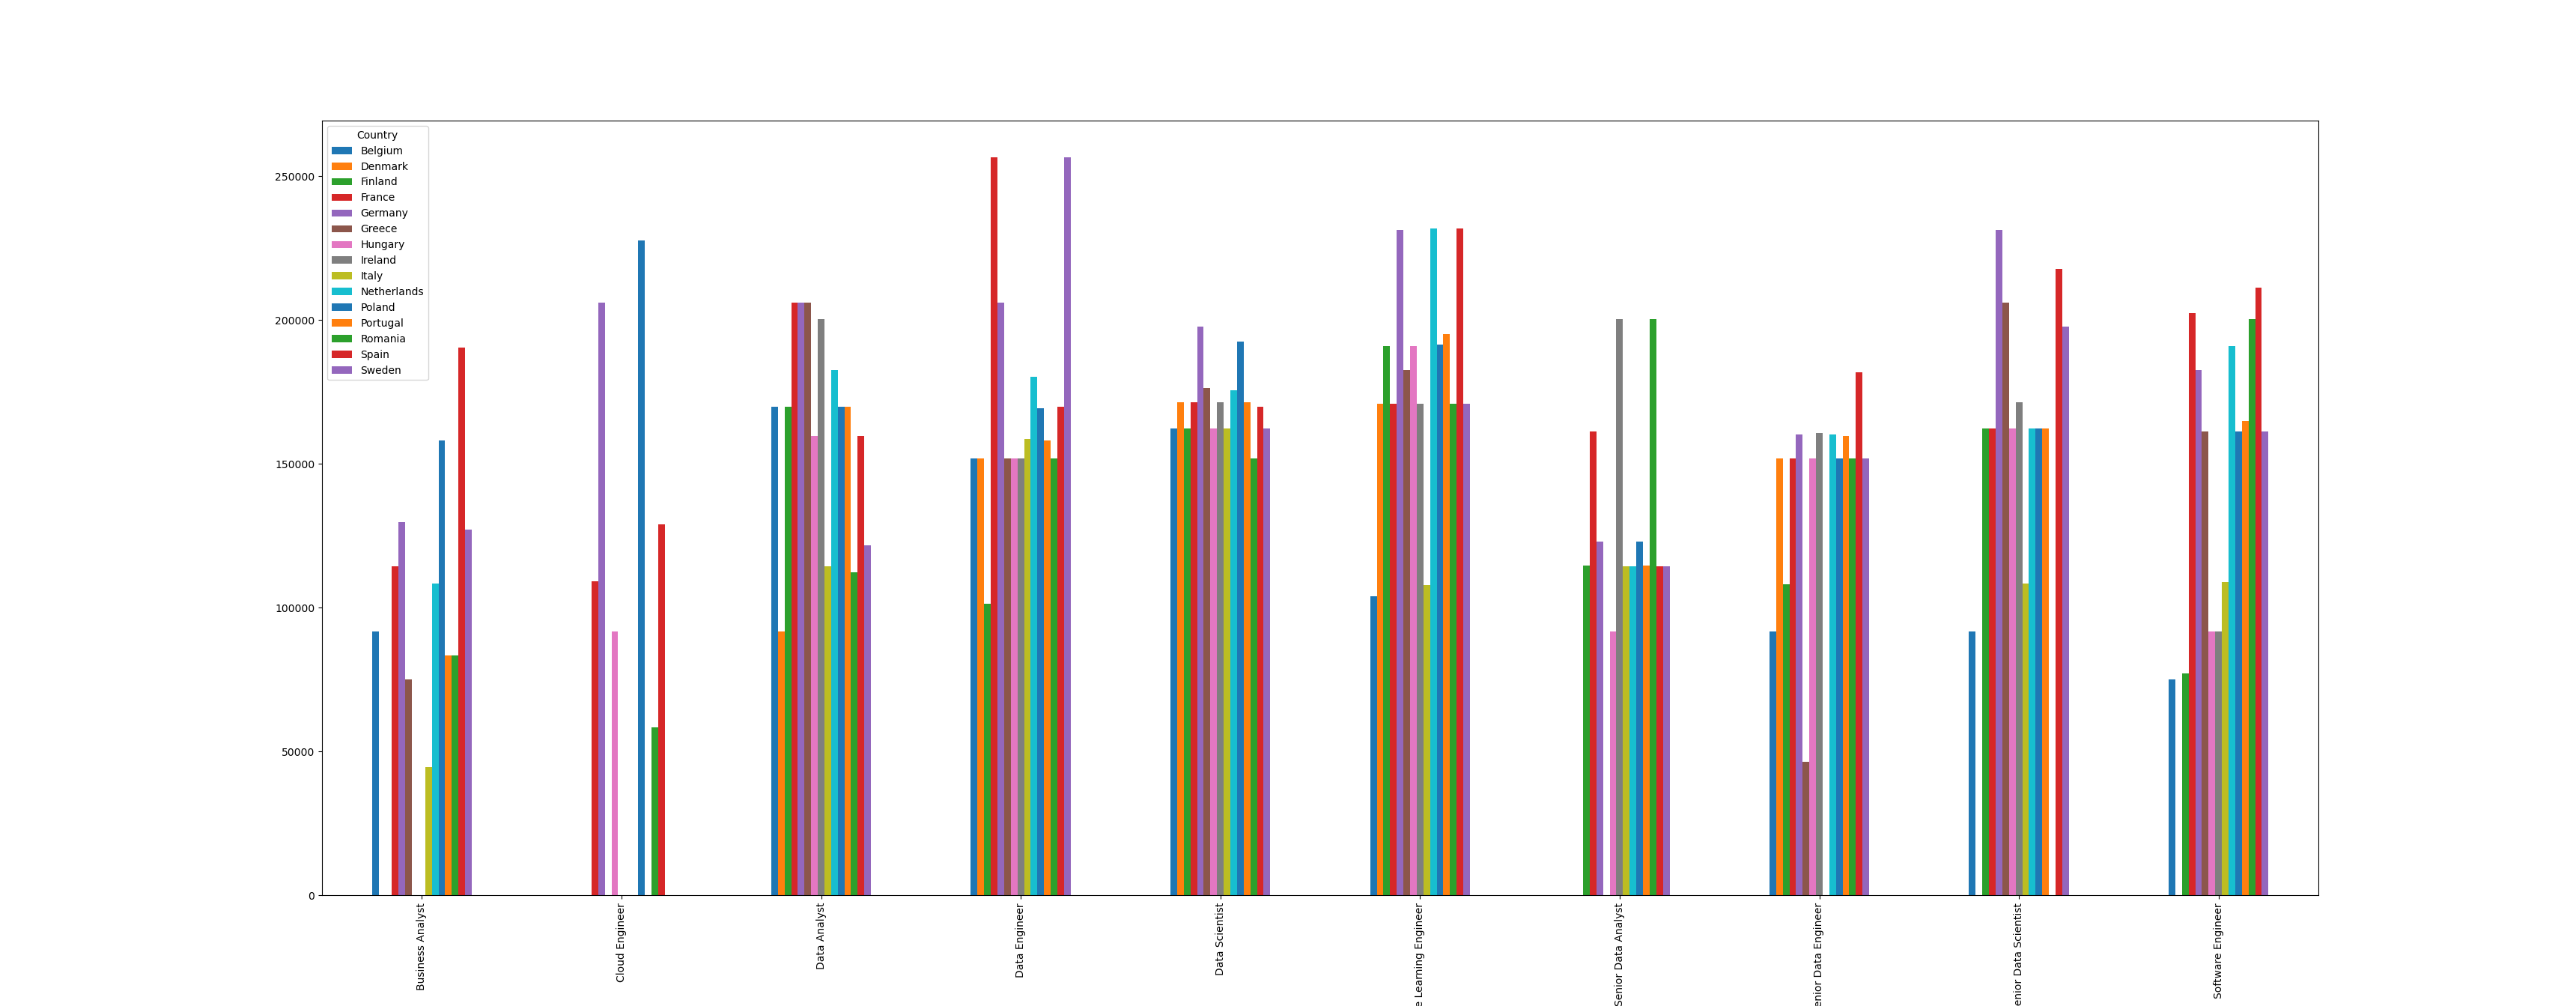 Country
Belgium
Denmark
Finland
France
Germany
Greece
Hungary
Ireland
Italy
Netherlands
Poland
Portugal
Romania
Spain
Sweden
250000
200000
150000
100000
50000
0
Business Analyst
Cloud Engineer
Data Analyst
Data Engineer
Data Scientist
e Learning Engineer
Senior Data Analyst
enior Data Engineer
enior Data Scientist
Software Engineer